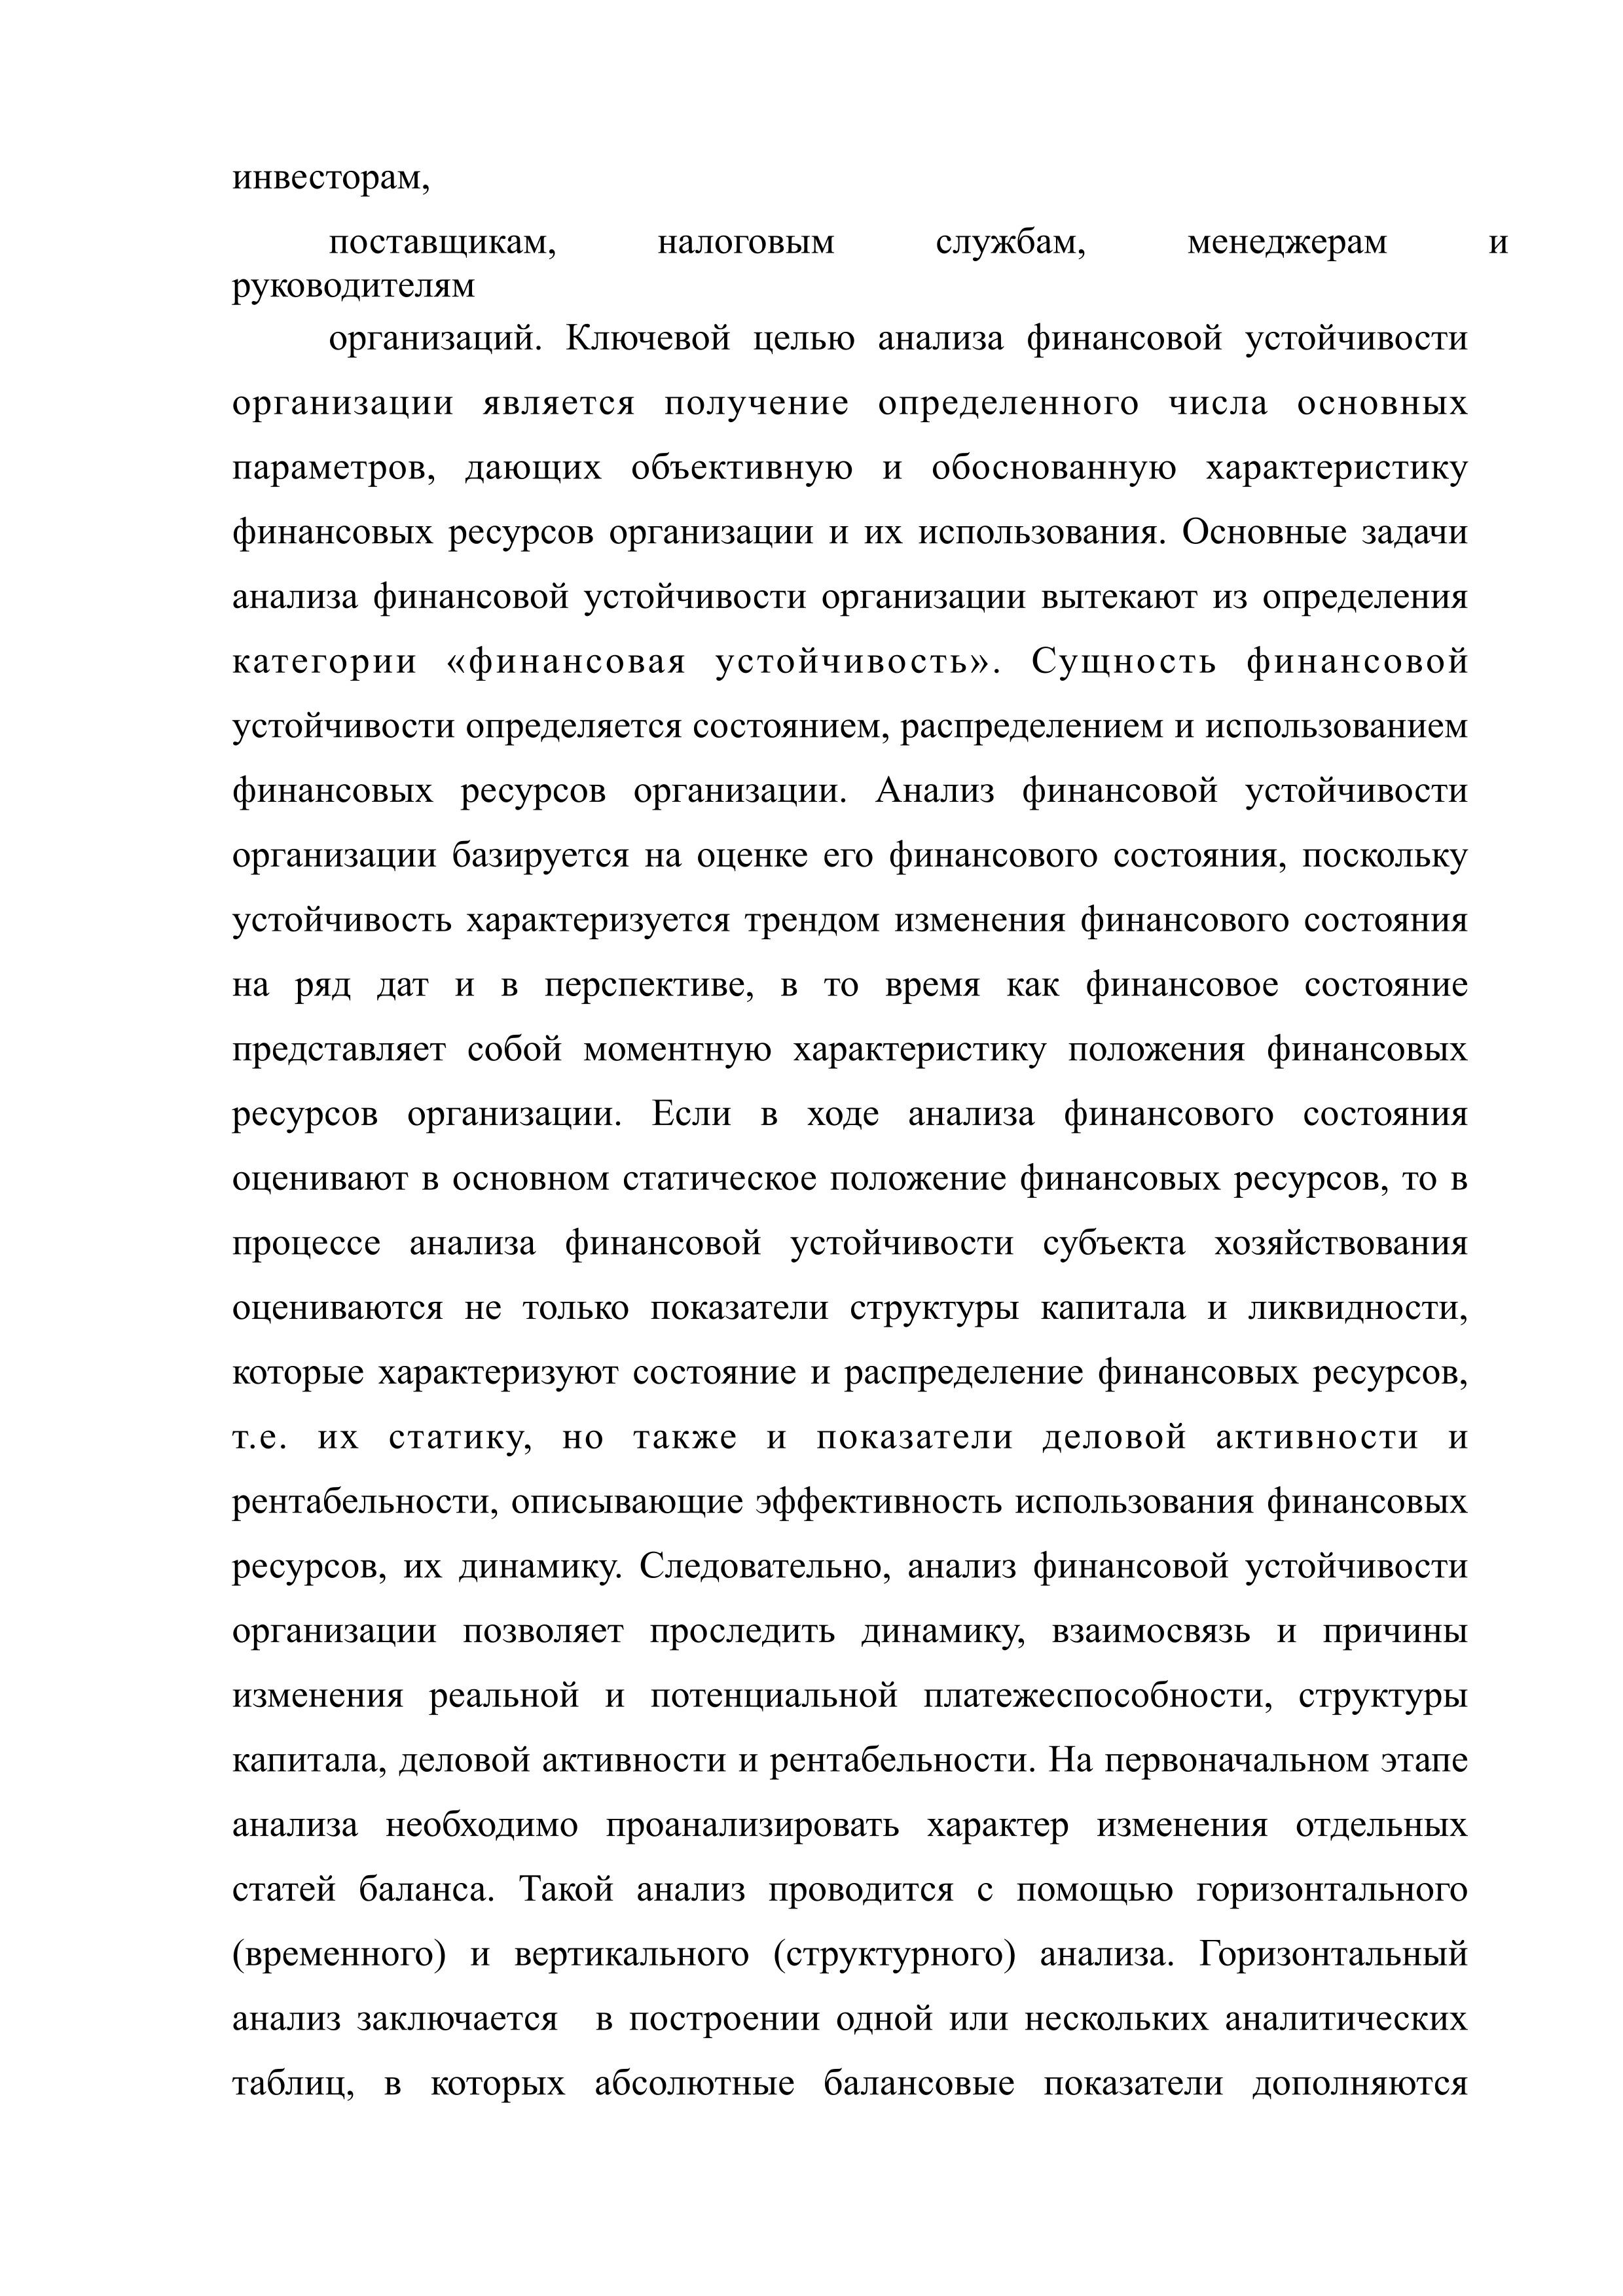 инвесторам,
поставщикам, налоговым службам, менеджерам и
руководителям
организаций. Ключевой целью анализа финансовой устойчивости
организации является получение определенного числа основных
параметров, дающих объективную и обоснованную характеристику
финансовых ресурсов организации и их использования. Основные задачи
анализа финансовой устойчивости организации вытекают из определения
категории «финансовая устойчивость». Сущность финансовой
устойчивости определяется состоянием, распределением и использованием
финансовых ресурсов организации. Анализ финансовой устойчивости
организации базируется на оценке его финансового состояния, поскольку
устойчивость характеризуется трендом изменения финансового состояния
на ряд дат и в перспективе, в то время как финансовое состояние
представляет собой моментную характеристику положения финансовых
ресурсов организации. Если в ходе анализа финансового состояния
оценивают в основном статическое положение финансовых ресурсов, то в
процессе анализа финансовой устойчивости субъекта хозяйствования
оцениваются не только показатели структуры капитала и ликвидности,
которые характеризуют состояние и распределение финансовых ресурсов,
т.е. их статику, но также и показатели деловой активности и
рентабельности, описывающие эффективность использования финансовых
ресурсов, их динамику. Следовательно, анализ финансовой устойчивости
организации позволяет проследить динамику, взаимосвязь и причины
изменения реальной и потенциальной платежеспособности, структуры
капитала, деловой активности и рентабельности. На первоначальном этапе
анализа необходимо проанализировать характер изменения отдельных
статей баланса. Такой анализ проводится с помощью горизонтального
(временного) и вертикального (структурного) анализа. Горизонтальный
анализ заключается в построении одной или нескольких аналитических
таблиц, в которых абсолютные балансовые показатели дополняются